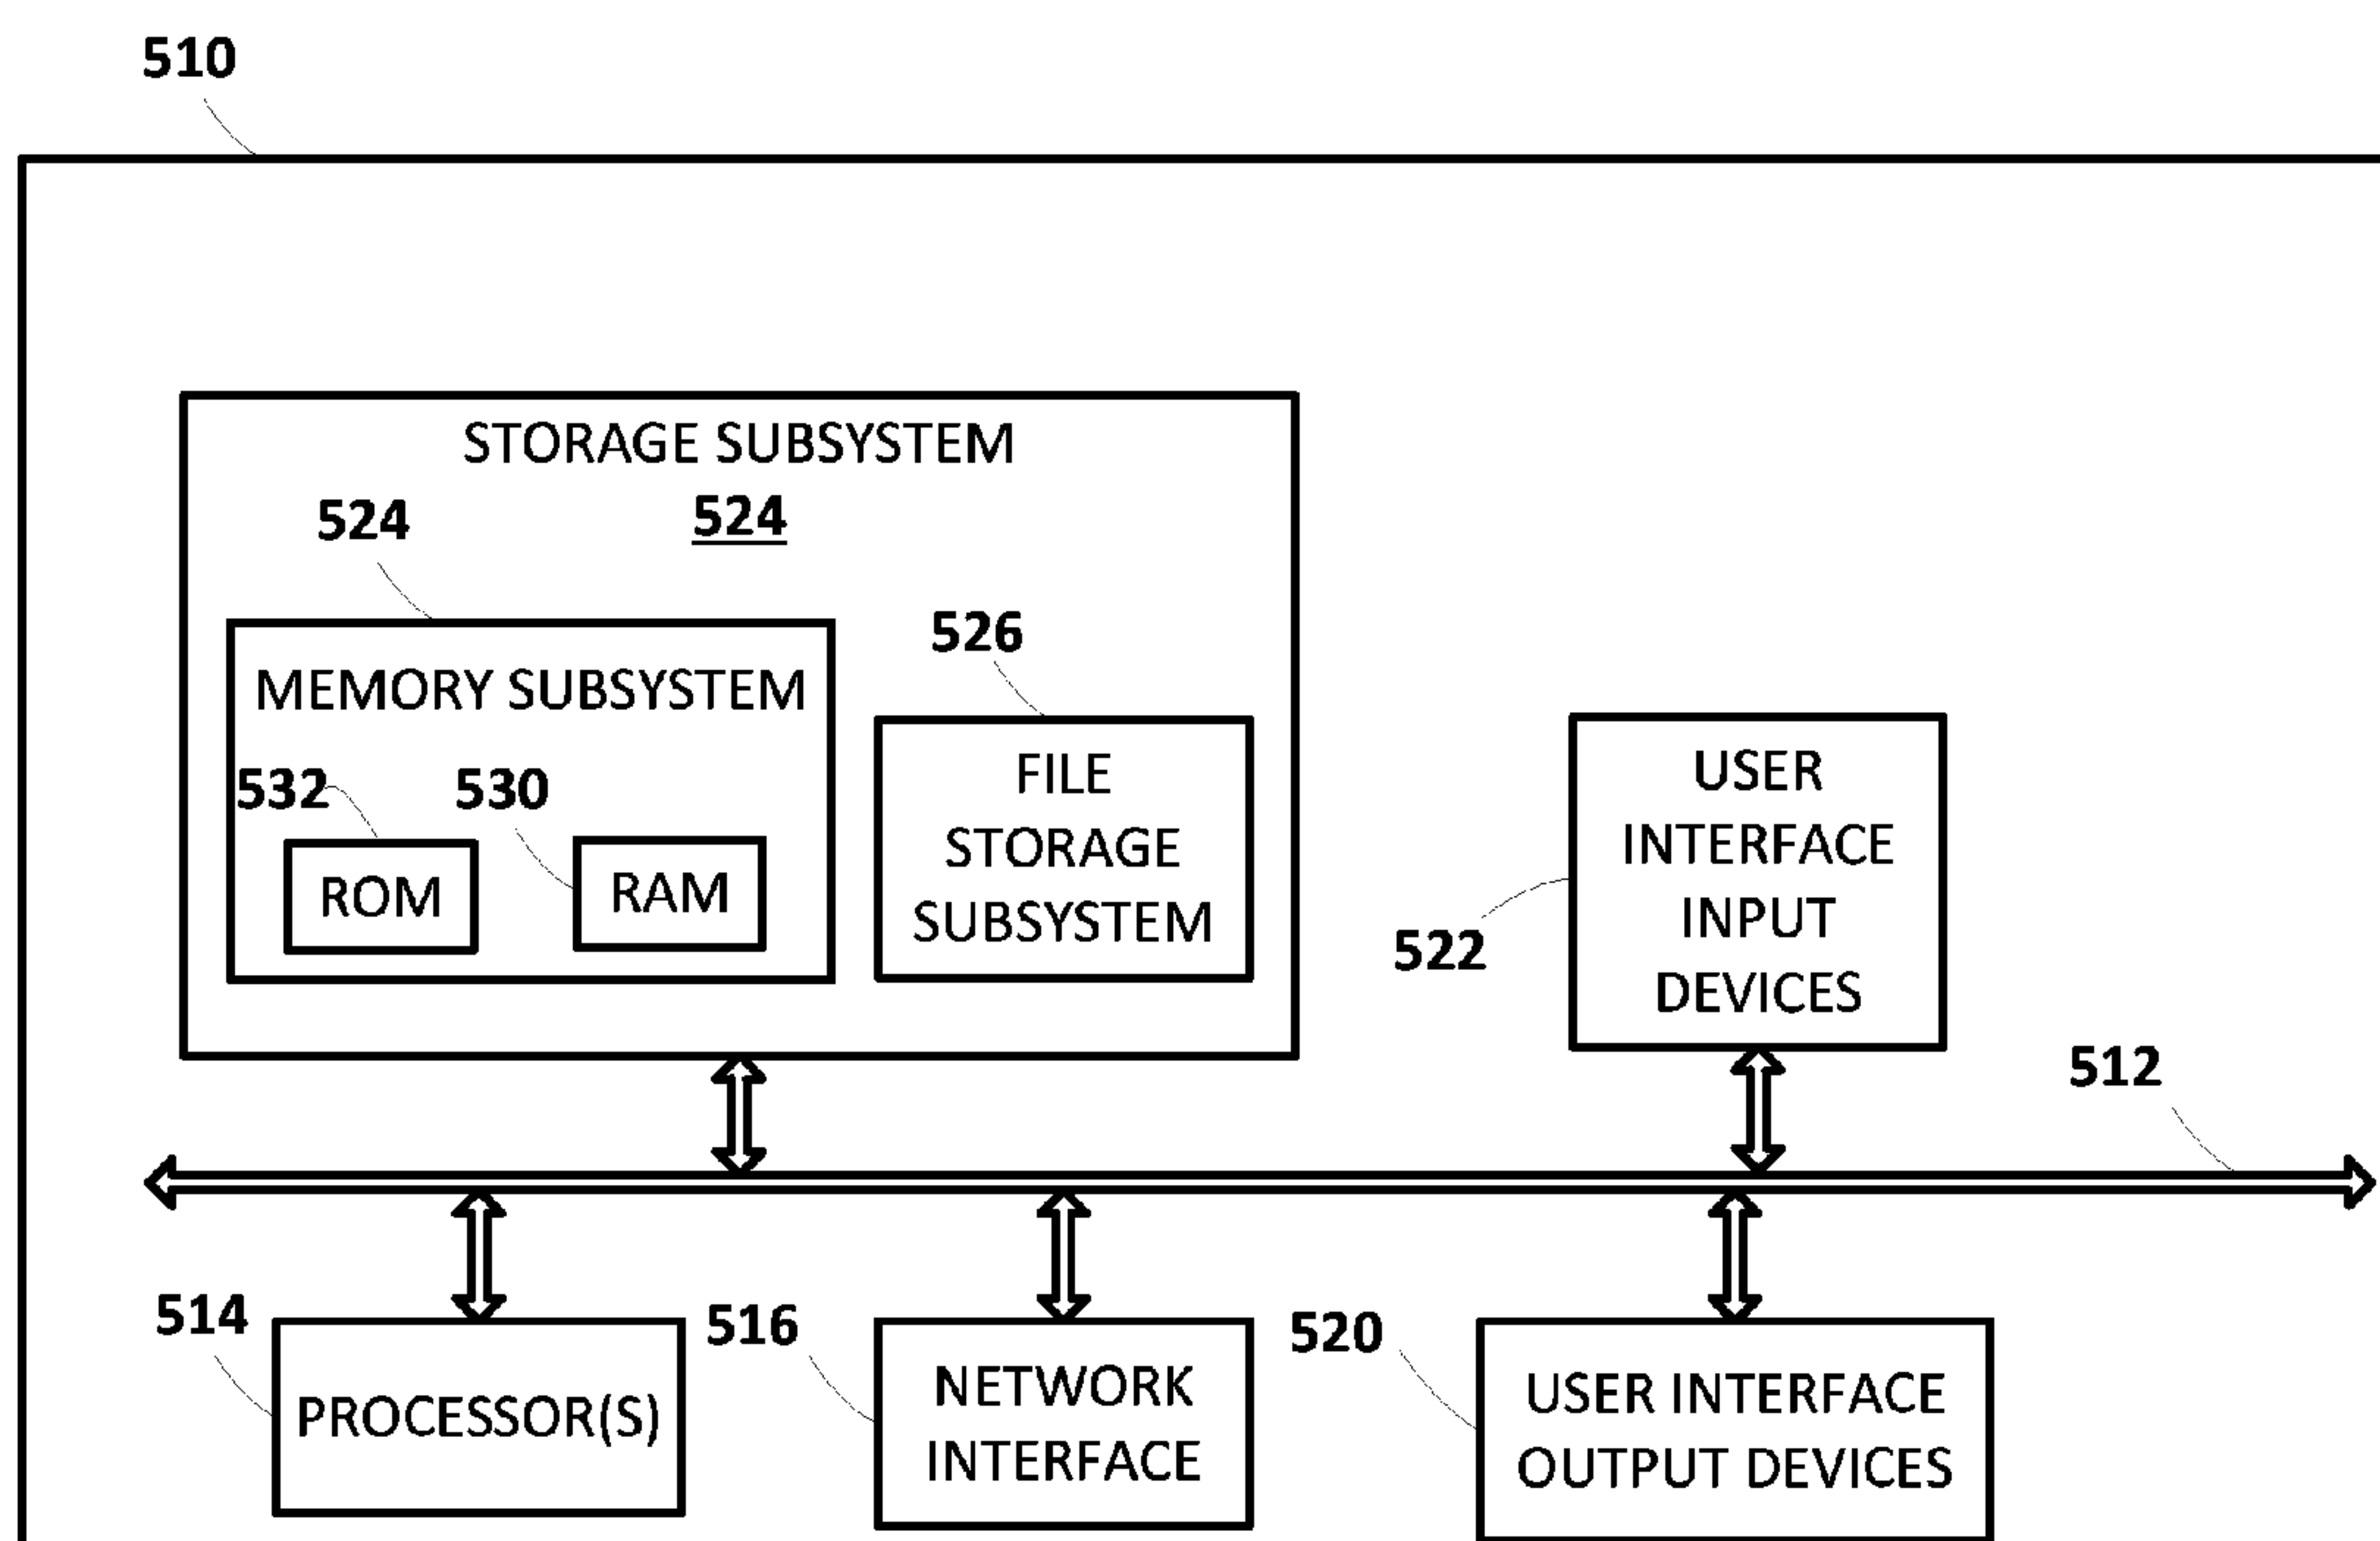 510
STORAGE SUBSYSTEM
524
524
MEMORY SUBSYSTEM
532
530
ROM
RAM
526
FILE
STORAGE
SUBSYSTEM
USER
INTERFACE
INPUT
DEVICES
522
512
514
PROCESSOR(S)
516
NETWORK
INTERFACE
520
USER INTERFACE
OUTPUT DEVICES